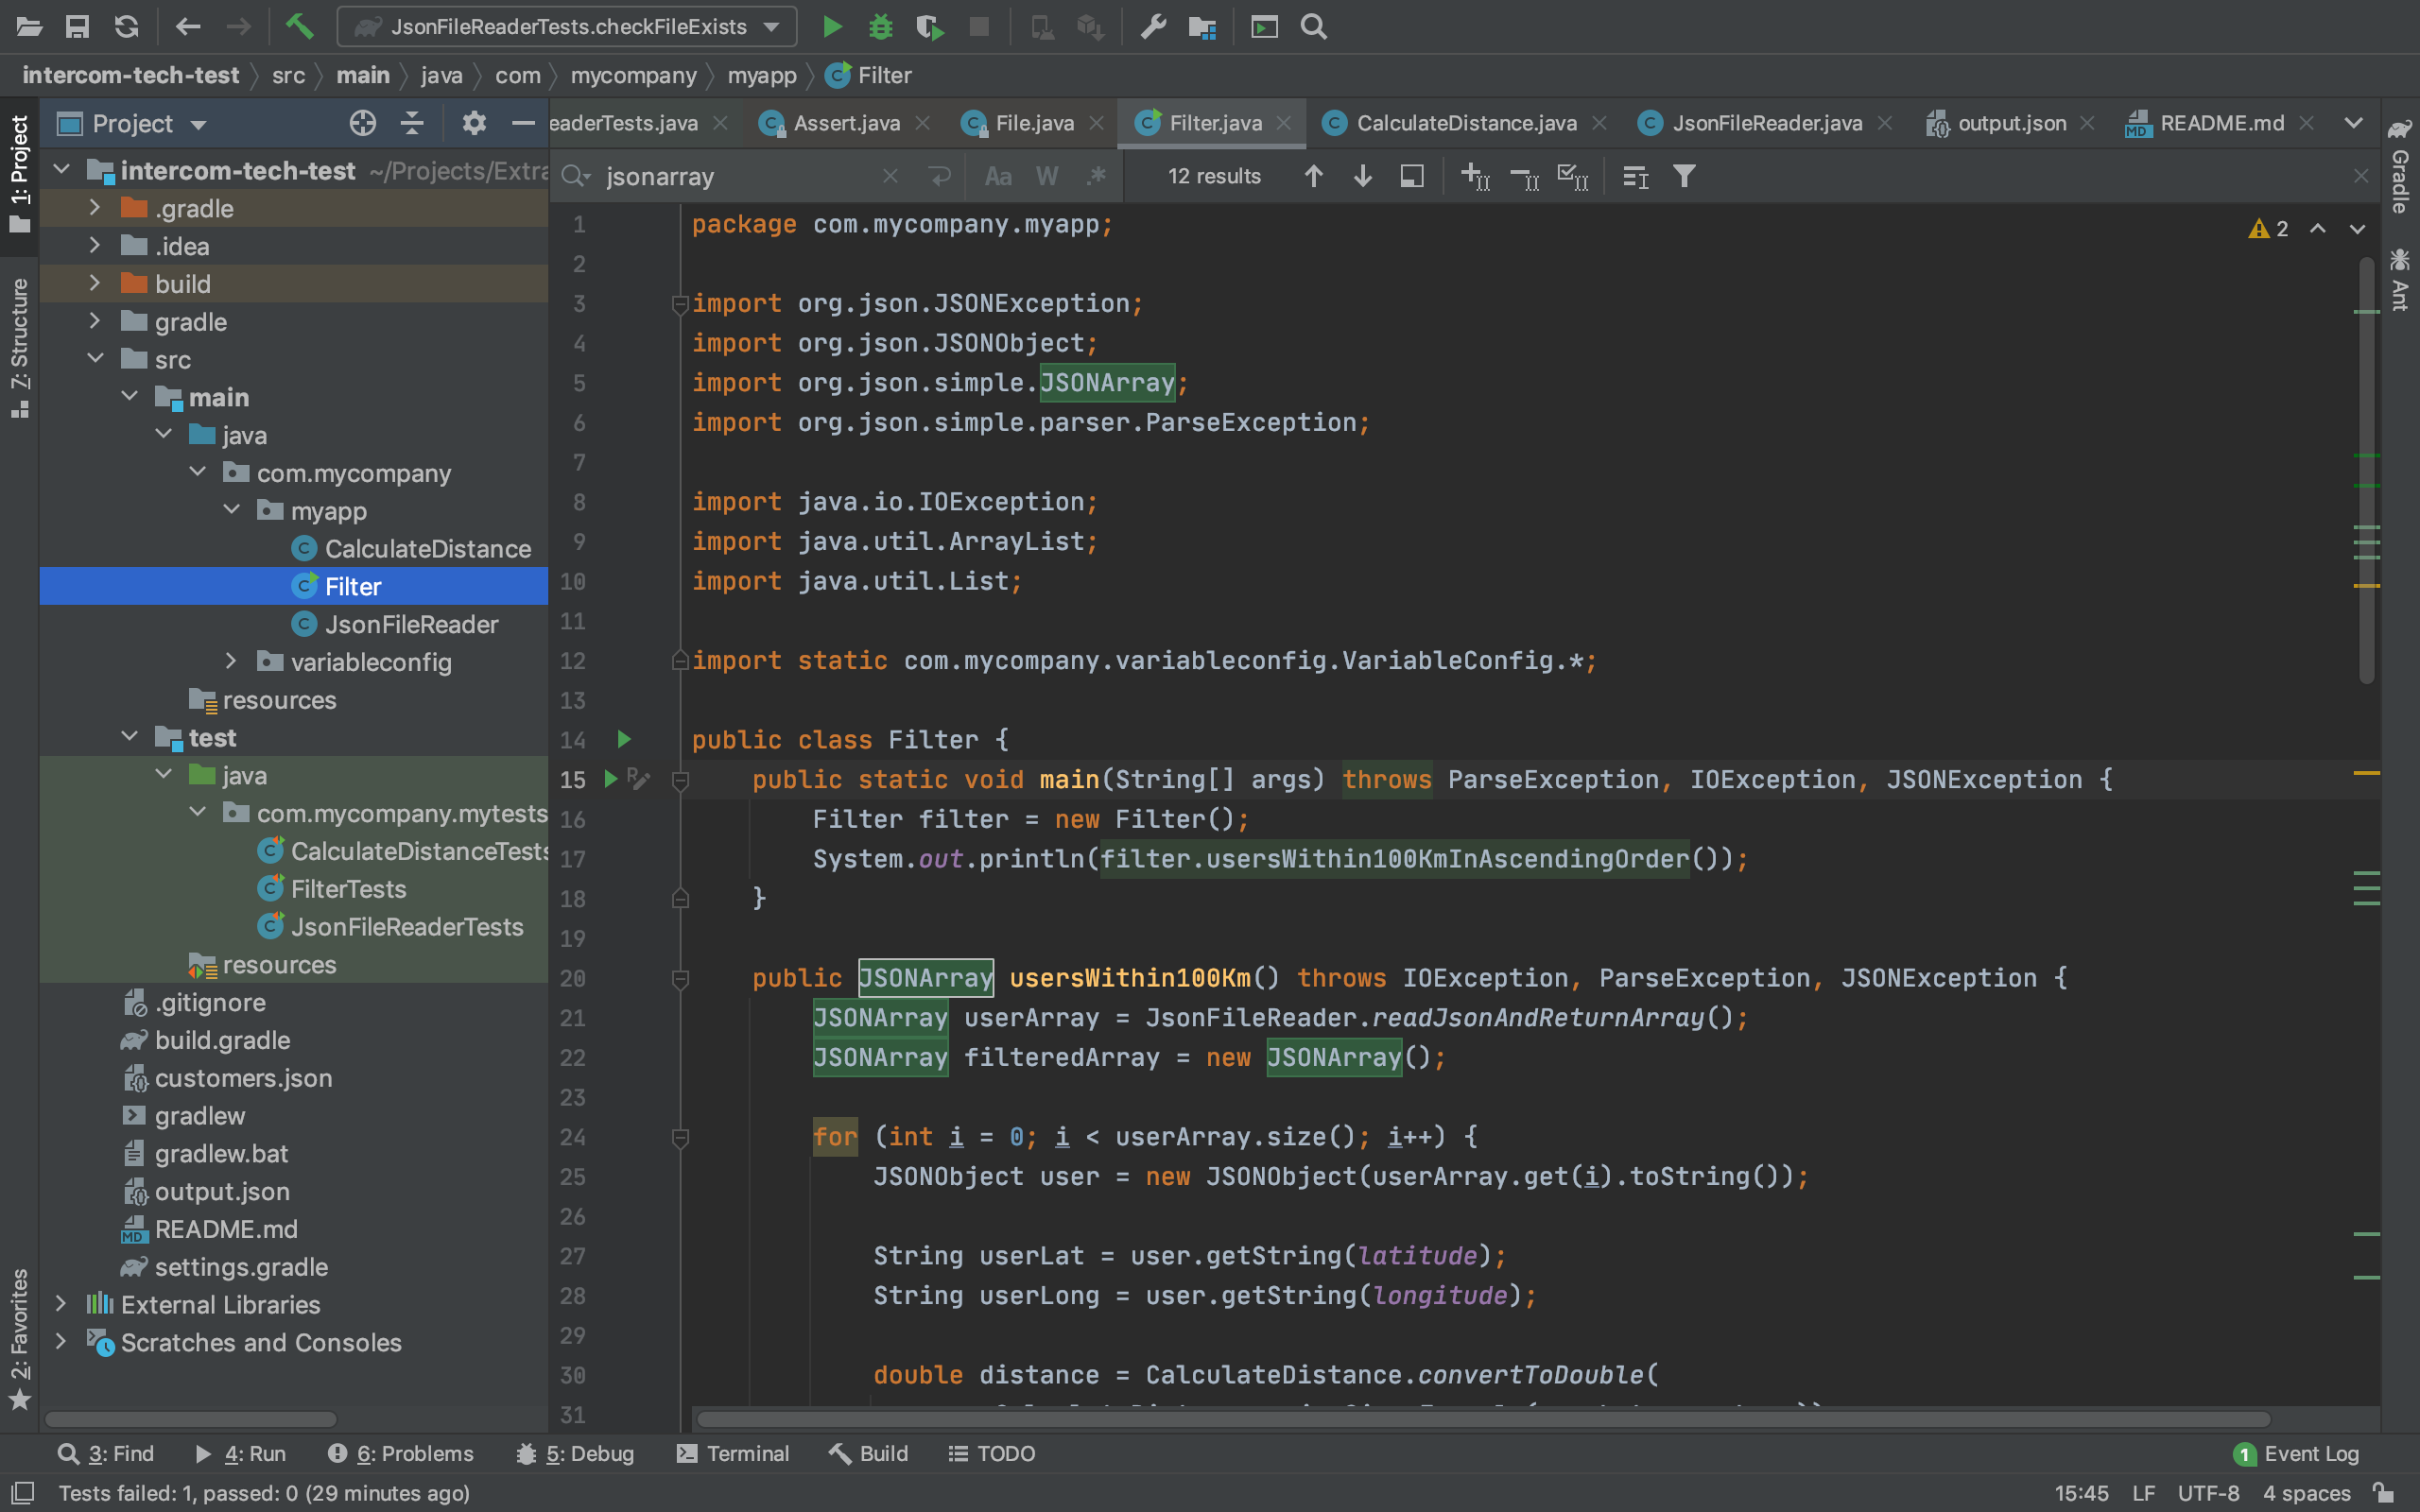 JsonFileReaderTests.checkFileExists
intercom-tech-test src main java com mycompany myapp Filter
Project
eaderTests.java Assert.java File.java Filter.java CalculateDistance.java JsonFileReader.java output.json README.md
jsonarray Aa W .* 12 results
1: Project
Z: Structure
2: Favorites
intercom-tech-test ~/Projects/Extra
.gradle
.idea
build
gradle
src
main
java
com.mycompany
myapp
CalculateDistance
Filter
JsonFileReader
variableconfig
resources
test
java
com.mycompany.mytests
CalculateDistanceTests
FilterTests
JsonFileReaderTests
resources
.gitignore
build.gradle
customers.json
gradlew
gradlew.bat
output.json
README.md
settings.gradle
External Libraries
Scratches and Consoles
1 package com.mycompany.myapp;
2
3 import org.json.JSONException;
4 import org.json.JSONObject;
5 import org.json.simple.JSONArray;
6 import org.json.simple.parser.ParseException;
7
8 import java.io.IOException;
9 import java.util.ArrayList;
10 import java.util.List;
11
12 import static com.mycompany.variableconfig.VariableConfig.*;
13
14 public class Filter {
15 public static void main(String[] args) throws ParseException, IOException, JSONException {
16 Filter filter = new Filter();
17 System.out.println(filter.usersWithin100KmInAscendingOrder());
18 }
19
20 public JSONArray usersWithin100Km() throws IOException, ParseException, JSONException {
21 JSONArray userArray = JsonFileReader.readJsonAndReturnArray();
22 JSONArray filteredArray = new JSONArray();
23
24 for (int i = 0; i < userArray.size(); i++) {
25 JSONObject user = new JSONObject(userArray.get(i).toString());
26
27 String userLat = user.getString(latitude);
28 String userLong = user.getString(longitude);
29
30 double distance = CalculateDistance.convertToDouble(
31
2
Gradle
Ant
3: Find 4: Run 6: Problems 5: Debug Terminal Build TODO 1 Event Log
Tests failed: 1, passed: 0 (29 minutes ago) 15:45 LF UTF-8 4 spaces